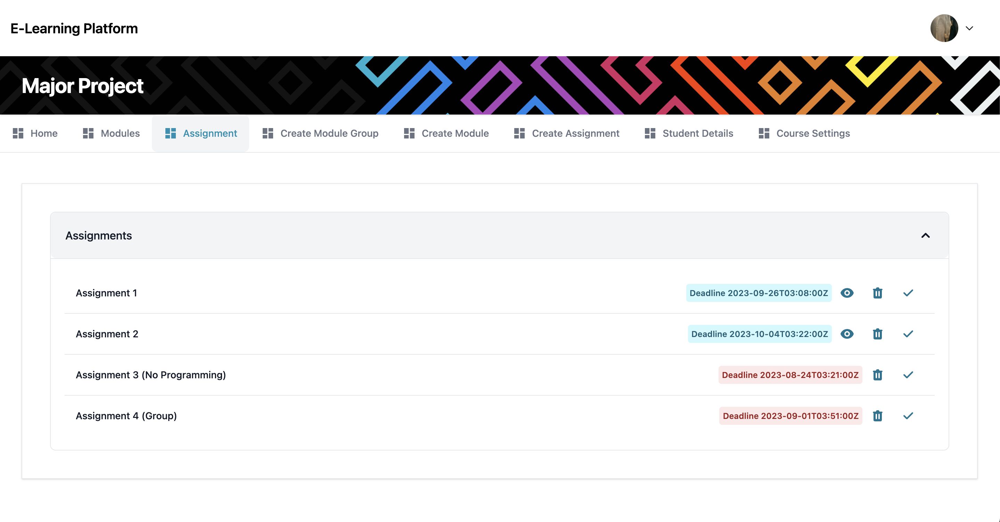 E-Learning Platform
Major Project
Home Modules Assignment Create Module Group Create Module Create Assignment Student Details Course Settings
Assignments
Assignment 1 Deadline 2023-09-26T03:08:00Z
Assignment 2 Deadline 2023-10-04T03:22:00Z
Assignment 3 (No Programming) Deadline 2023-08-24T03:21:00Z
Assignment 4 (Group) Deadline 2023-09-01T03:51:00Z